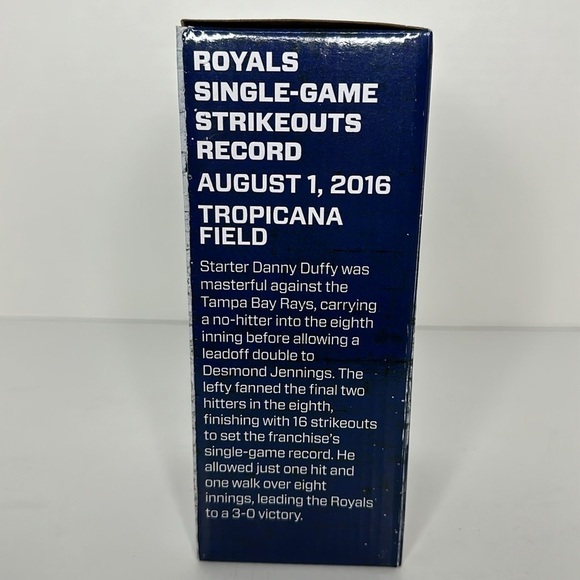 ROYALS
SINGLE-GAME
STRIKEOUTS
RECORD
AUGUST 1, 2016
TROPICANA
FIELD
Starter Danny Duffy was
masterful against the
Tampa Bay Rays, carrying
a no-hitter into the eighth
inning before allowing a
leadoff double to
Desmond Jennings. The
lefty fanned the final two
hitters in the eighth,
finishing with 16 strikeouts
to set the franchise's
single-game record. He
allowed just one hit and
one walk over eight
innings, leading the Royals
to a 3-0 victory.